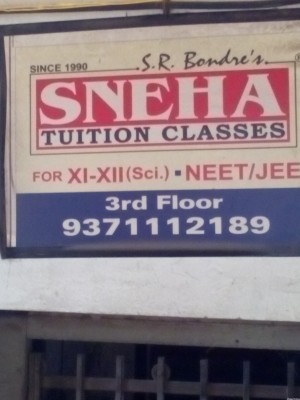 SINCE 1990
S.R. Bondre's
SNEHA
TUITION CLASSES
FOR XI-XII (Sci.) ▪ NEET/JEE
3rd Floor
9371112189